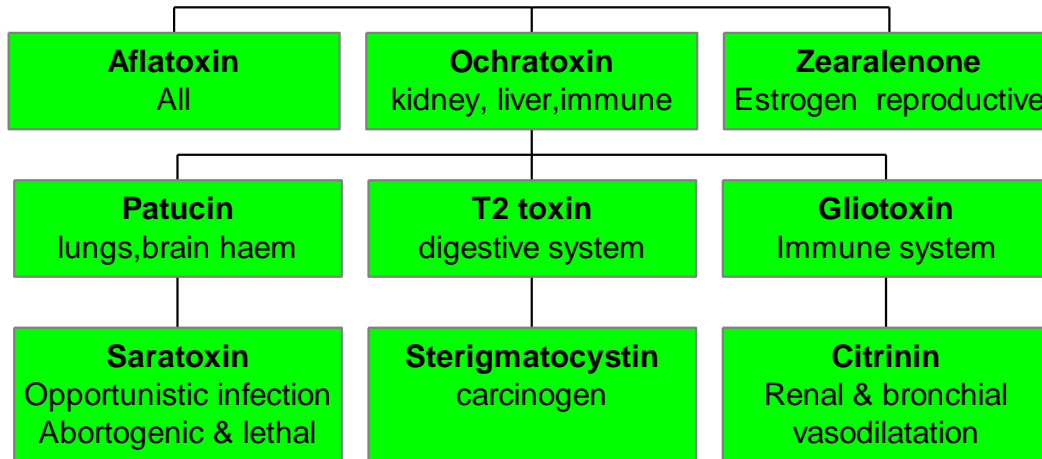 Aflatoxin
All
Ochratoxin
kidney, liver,immune
Zearalenone
Estrogen reproductive
Patucin
lungs,brain haem
T2 toxin
digestive system
Gliotoxin
Immune system
Saratoxin
Opportunistic infection
Abortogenic & lethal
Sterigmatocystin
carcinogen
Citrinin
Renal & bronchial
vasodilatation